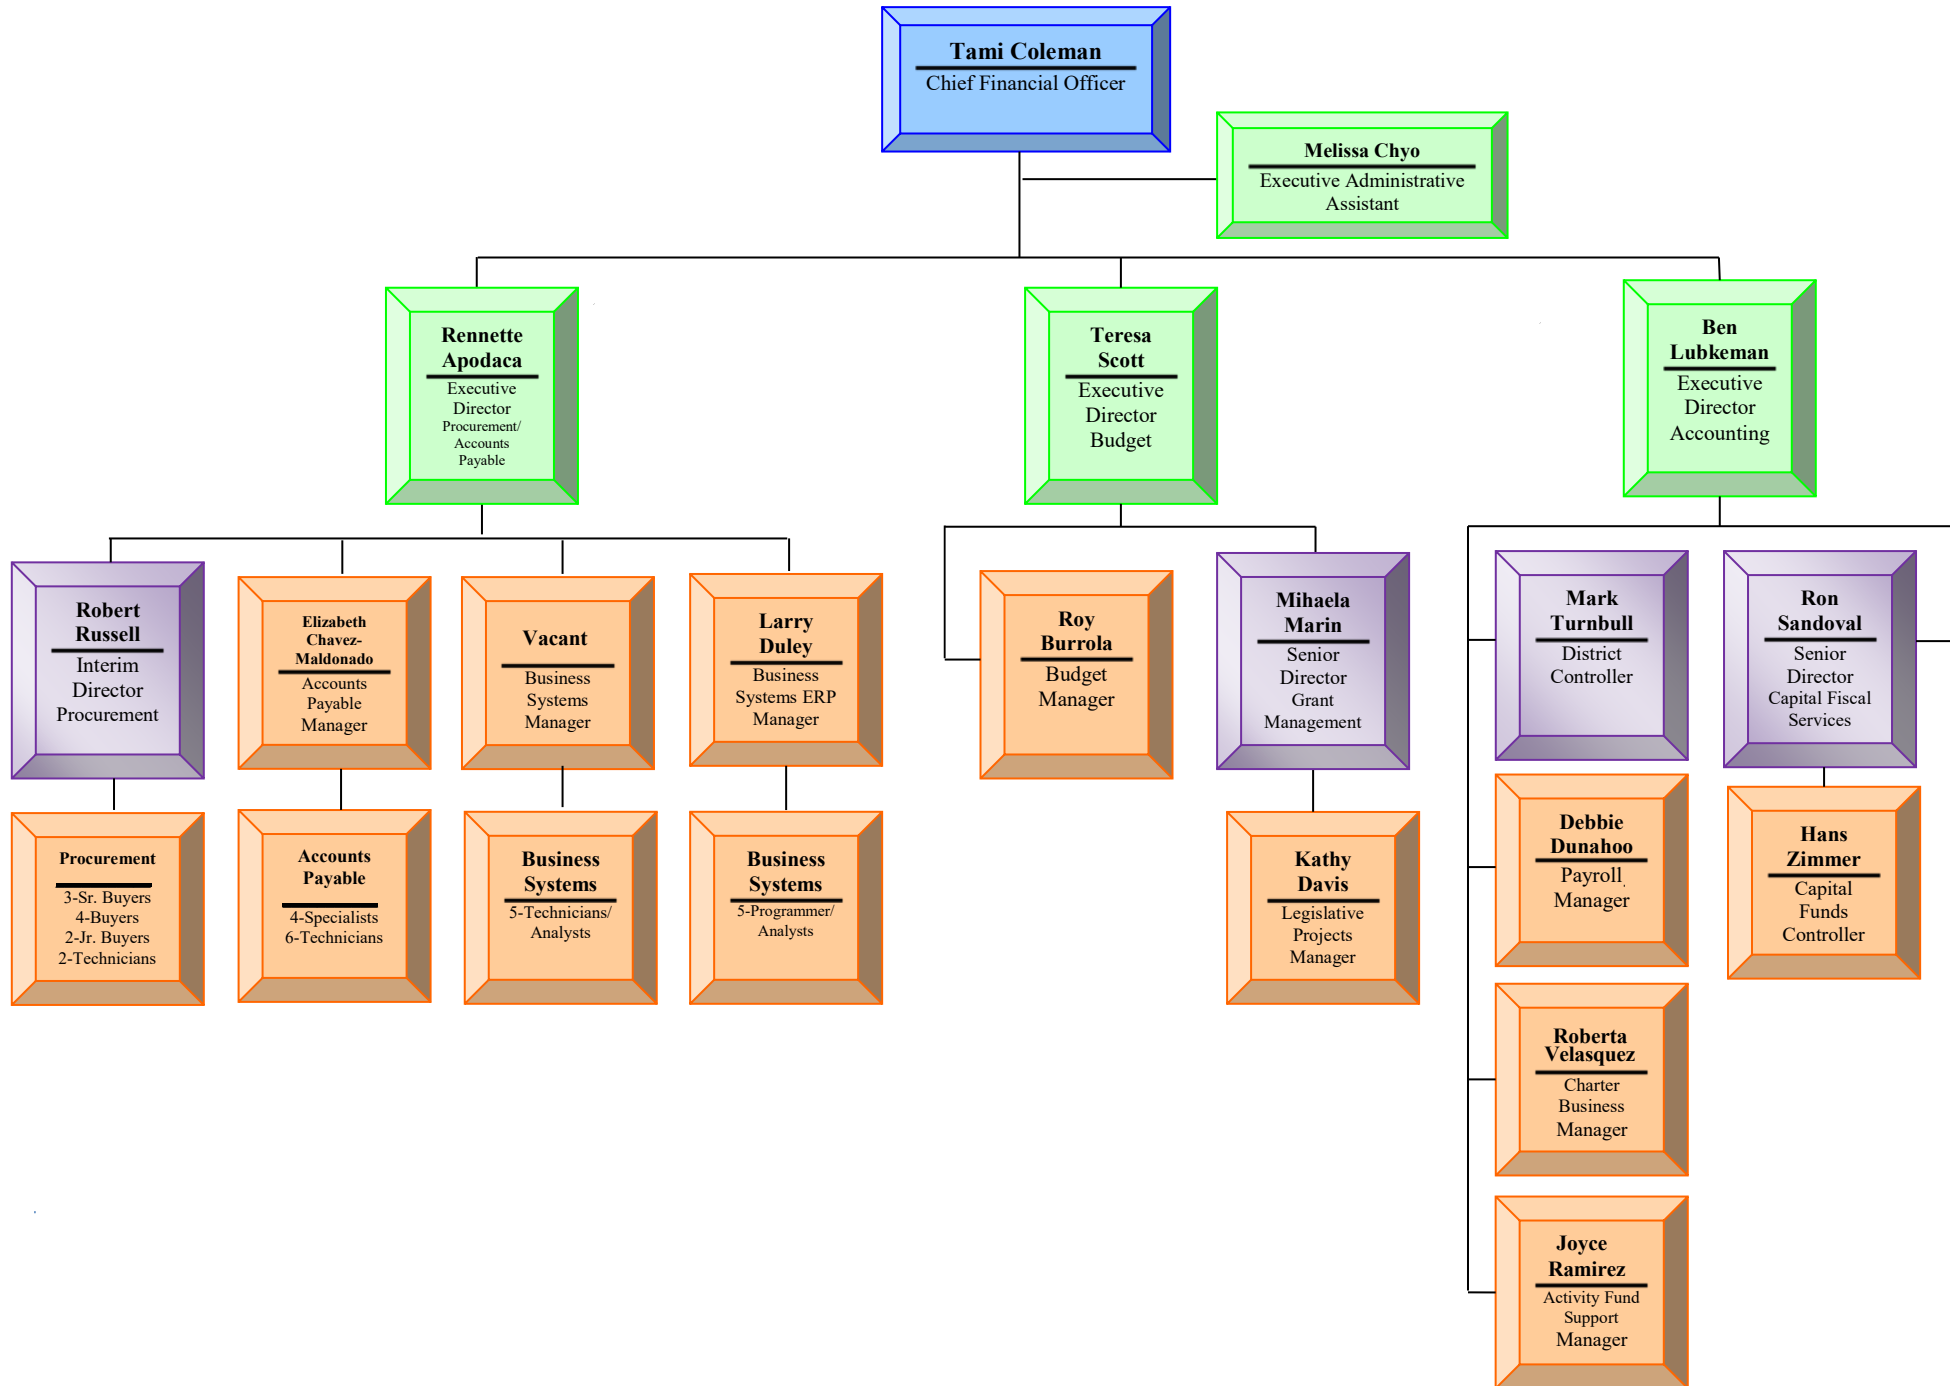 Tami Coleman
Chief Financial Officer
Melissa Chyo
Executive Administrative
Assistant
Rennette
Apodaca
Executive
Director
Procurement/
Accounts
Payable
Teresa
Scott
Executive
Director
Budget
Ben
Lubkeman
Executive
Director
Accounting
Robert
Russell
Interim
Director
Procurement
Elizabeth
Chavez-
Maldonado
Accounts
Payable
Manager
Vacant
Business
Systems
Manager
Larry
Duley
Business
Systems ERP
Manager
Roy
Burrola
Budget
Manager
Mihaela
Marin
Senior
Director
Grant
Management
Mark
Turnbull
District
Controller
Ron
Sandoval
Senior
Director
Capital Fiscal
Services
Procurement
3-Sr. Buyers
4-Buyers
2-Jr. Buyers
2-Technicians
Accounts
Payable
4-Specialists
6-Technicians
Business
Systems
5-Technicians/
Analysts
Business
Systems
5-Programmer/
Analysts
Kathy
Davis
Legislative
Projects
Manager
Debbie
Dunahoo
Payroll
Manager
Hans
Zimmer
Capital
Funds
Controller
Roberta
Velasquez
Charter
Business
Manager
Joyce
Ramirez
Activity Fund
Support
Manager